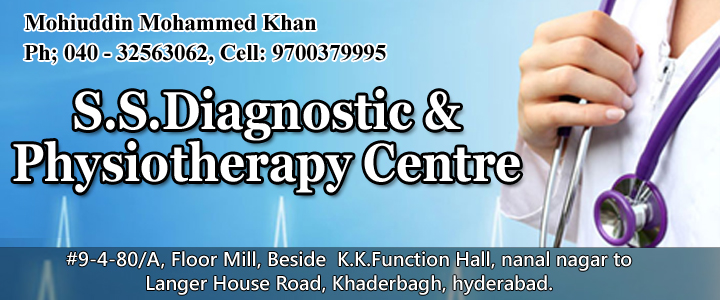 Mohiuddin Mohammed Khan
Ph; 040 - 32563062, Cell: 9700379995
S.S.Diagnostic &
Physiotherapy Centre
#9-4-80/A, Floor Mill, Beside K.K.Function Hall, nanal nagar to
Langer House Road, Khaderbagh, hyderabad.